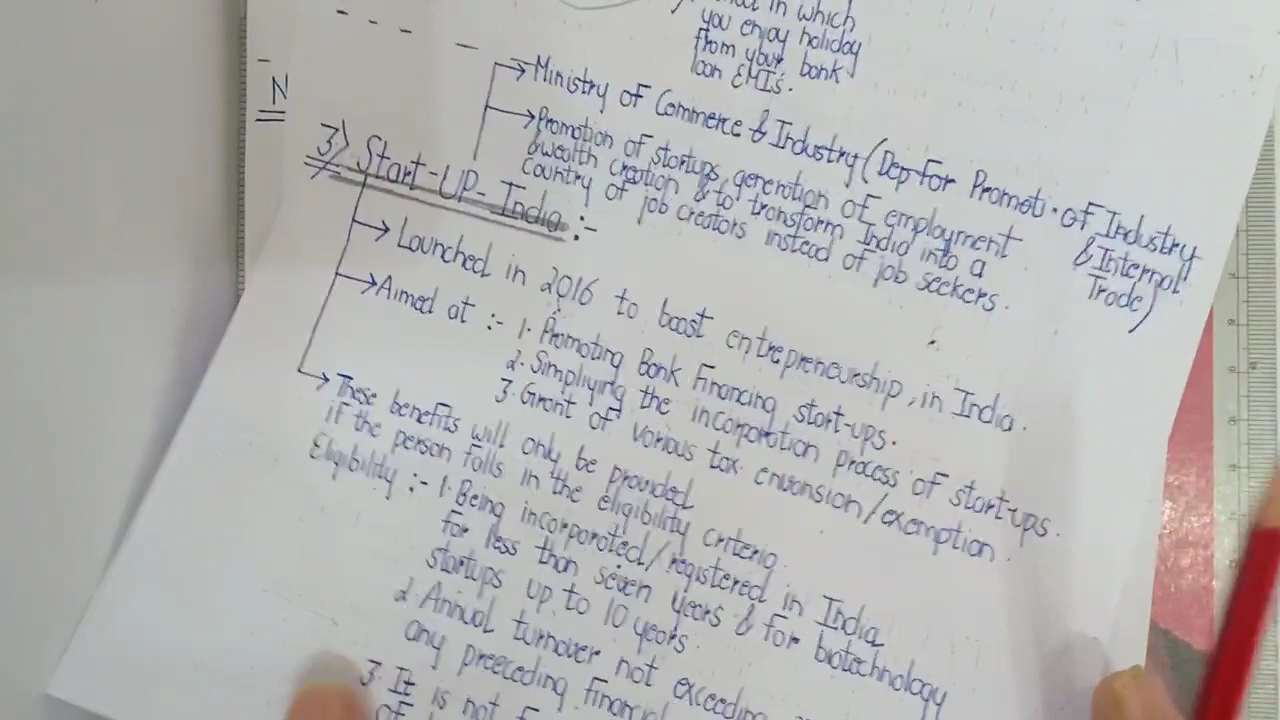 in which
you enjoy holiday
from your bank
loan EMIs.
N
Ministry of Commerce & Industry (Dep for Promoti. of Industry
& Internal
Trade)
Promotion of startups, generation of employment
& wealth creation & to transform India into a
country of job creators instead of job seekers.
3) Start-UP-India :-
Launched in 2016 to boost entrepreneurship, in India.
Aimed at :- 1. Promoting Bank Financing start-ups.
2. Simpliying the incorporation process of start-ups.
3. Grant of various tax envansion/exemption.
These benefits will only be provided
if the person falls in the eligibility criteria.
Eligibility :- 1. Being incorporated/registered in India
for less than seven years & for biotechnology
startups up to 10 years.
2. Annual turnover not exceeding
any preeceding financial
3. It is not